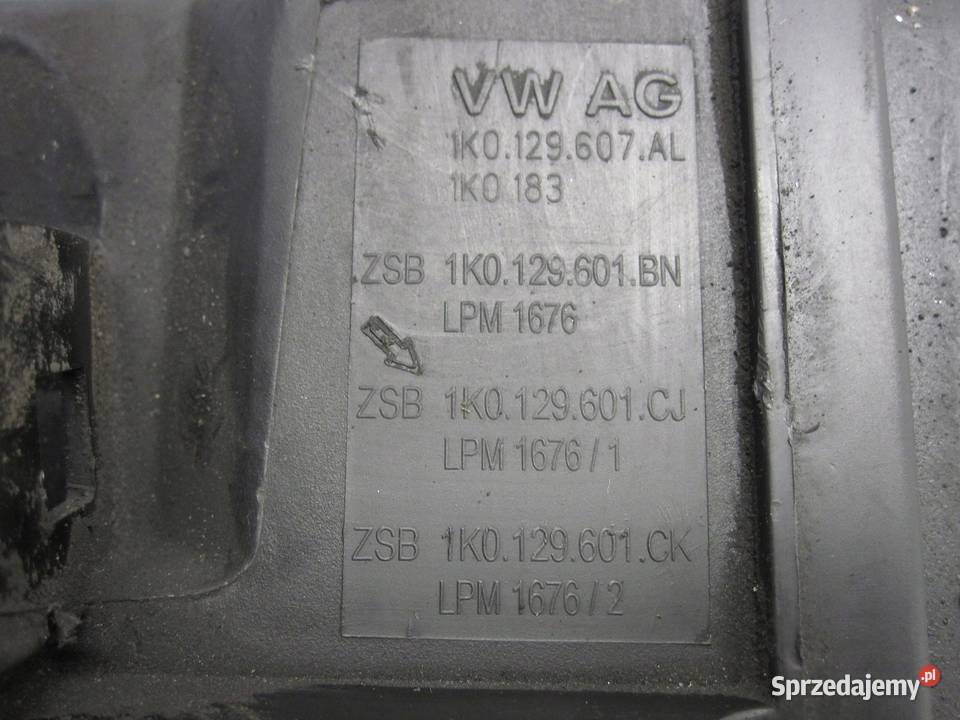 VW AG
1K0.129.607.AL
1K0 183
ZSB 1K0.129.601.BN
LPM 1676
ZSB 1K0.129.601.CJ
LPM 1676 / 1
ZSB 1K0.129.601.CK
LPM 1676 / 2
Sprzedajemy.pl